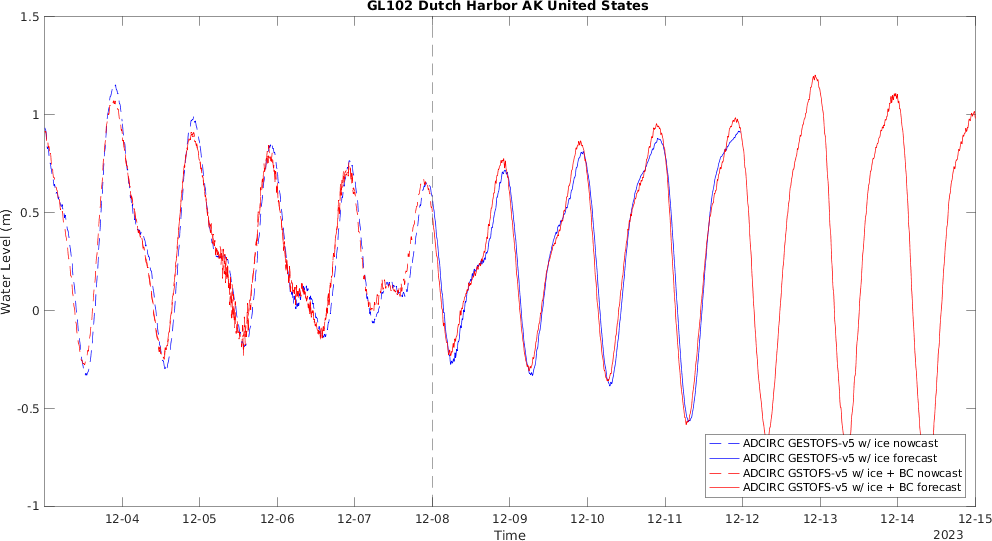 GL102 Dutch Harbor AK United States
1.5
1
0.5
0
-0.5
-1
Water Level (m)
ADCIRC GESTOFS-v5 w/ ice nowcast
ADCIRC GESTOFS-v5 w/ ice forecast
ADCIRC GSTOFS-v5 w/ ice + BC nowcast
ADCIRC GSTOFS-v5 w/ ice + BC forecast
12-04 12-05 12-06 12-07 12-08 12-09 12-10 12-11 12-12 12-13 12-14 12-15
Time
2023